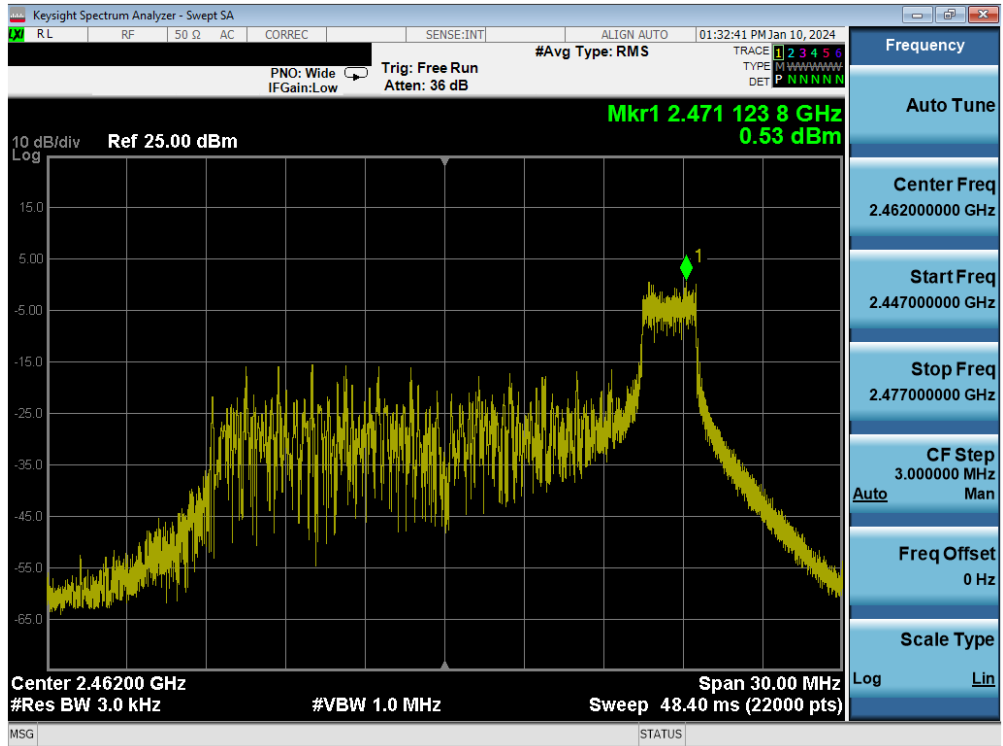 Keysight Spectrum Analyzer - Swept SA
LXI RL RF 50 Ω AC CORREC SENSE:INT ALIGN AUTO 01:32:41 PM Jan 10, 2024
#Avg Type: RMS TRACE 1 2 3 4 5 6
PNO: Wide Trig: Free Run TYPE M WWWWW
IFGain:Low Atten: 36 dB DET P N N N N N
Mkr1 2.471 123 8 GHz
0.53 dBm
10 dB/div Ref 25.00 dBm
Log
15.0
5.00
-5.00
-15.0
-25.0
-35.0
-45.0
-55.0
-65.0
1
Center 2.46200 GHz Span 30.00 MHz
#Res BW 3.0 kHz #VBW 1.0 MHz Sweep 48.40 ms (22000 pts)
MSG STATUS
Frequency
Auto Tune
Center Freq
2.462000000 GHz
Start Freq
2.447000000 GHz
Stop Freq
2.477000000 GHz
CF Step
3.000000 MHz
Auto Man
Freq Offset
0 Hz
Scale Type
Log Lin